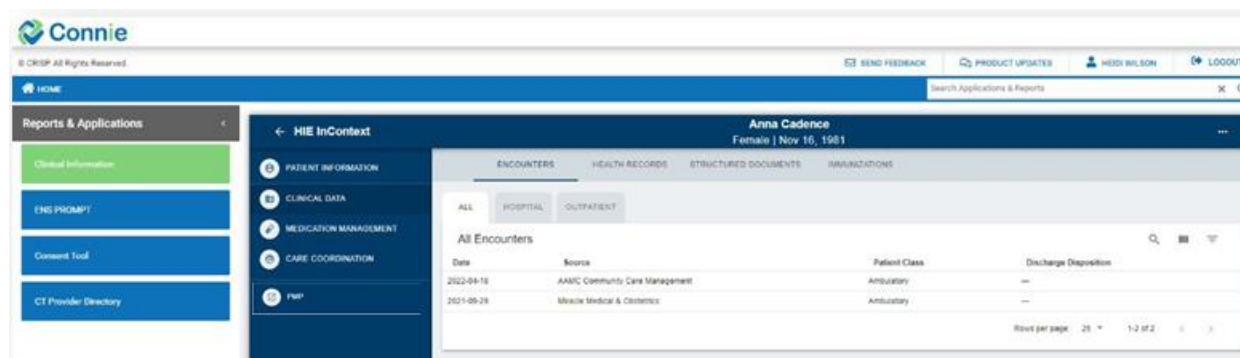 Connie
© CRISP All Rights Reserved.
SEND FEEDBACK
PRODUCT UPDATES
HEIDI WILSON
LOGOUT
HOME
Search Applications & Reports
Reports & Applications
Clinical Information
ENS PROMPT
Consent Tool
CT Provider Directory
← HIE InContext
Anna Cadence
Female | Nov 16, 1981
PATIENT INFORMATION
CLINICAL DATA
MEDICATION MANAGEMENT
CARE COORDINATION
PMP
ENCOUNTERS HEALTH RECORDS STRUCTURED DOCUMENTS IMMUNIZATIONS
ALL HOSPITAL OUTPATIENT
All Encounters
Date Source Patient Class Discharge Disposition
2022-04-18 AAMC Community Care Management Ambulatory —
2021-09-28 Miracle Medical & Obstetrics Ambulatory —
Rows per page: 25 1-2 of 2